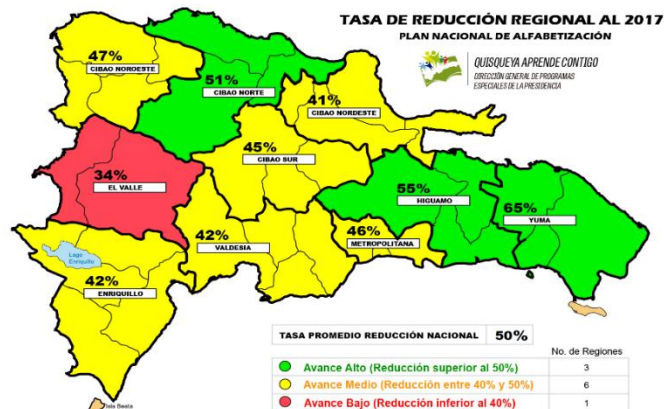 TASA DE REDUCCIÓN REGIONAL AL 2017
PLAN NACIONAL DE ALFABETIZACIÓN
QUISQUEYA APRENDE CONTIGO
DIRECCIÓN GENERAL DE PROGRAMAS
ESPECIALES DE LA PRESIDENCIA
47%
CIBAO NOROESTE
51%
CIBAO NORTE
41%
CIBAO NORDESTE
45%
CIBAO SUR
34%
EL VALLE
55%
HIGUAMO
65%
YUMA
42%
VALDESIA
46%
METROPOLITANA
Lago
Enriquillo
42%
ENRIQUILLO
TASA PROMEDIO REDUCCIÓN NACIONAL 50%
No. de Regiones
Avance Alto (Reducción superior al 50%) 3
Avance Medio (Reducción entre 40% y 50%) 6
Avance Bajo (Reducción inferior al 40%) 1
Isla Beata